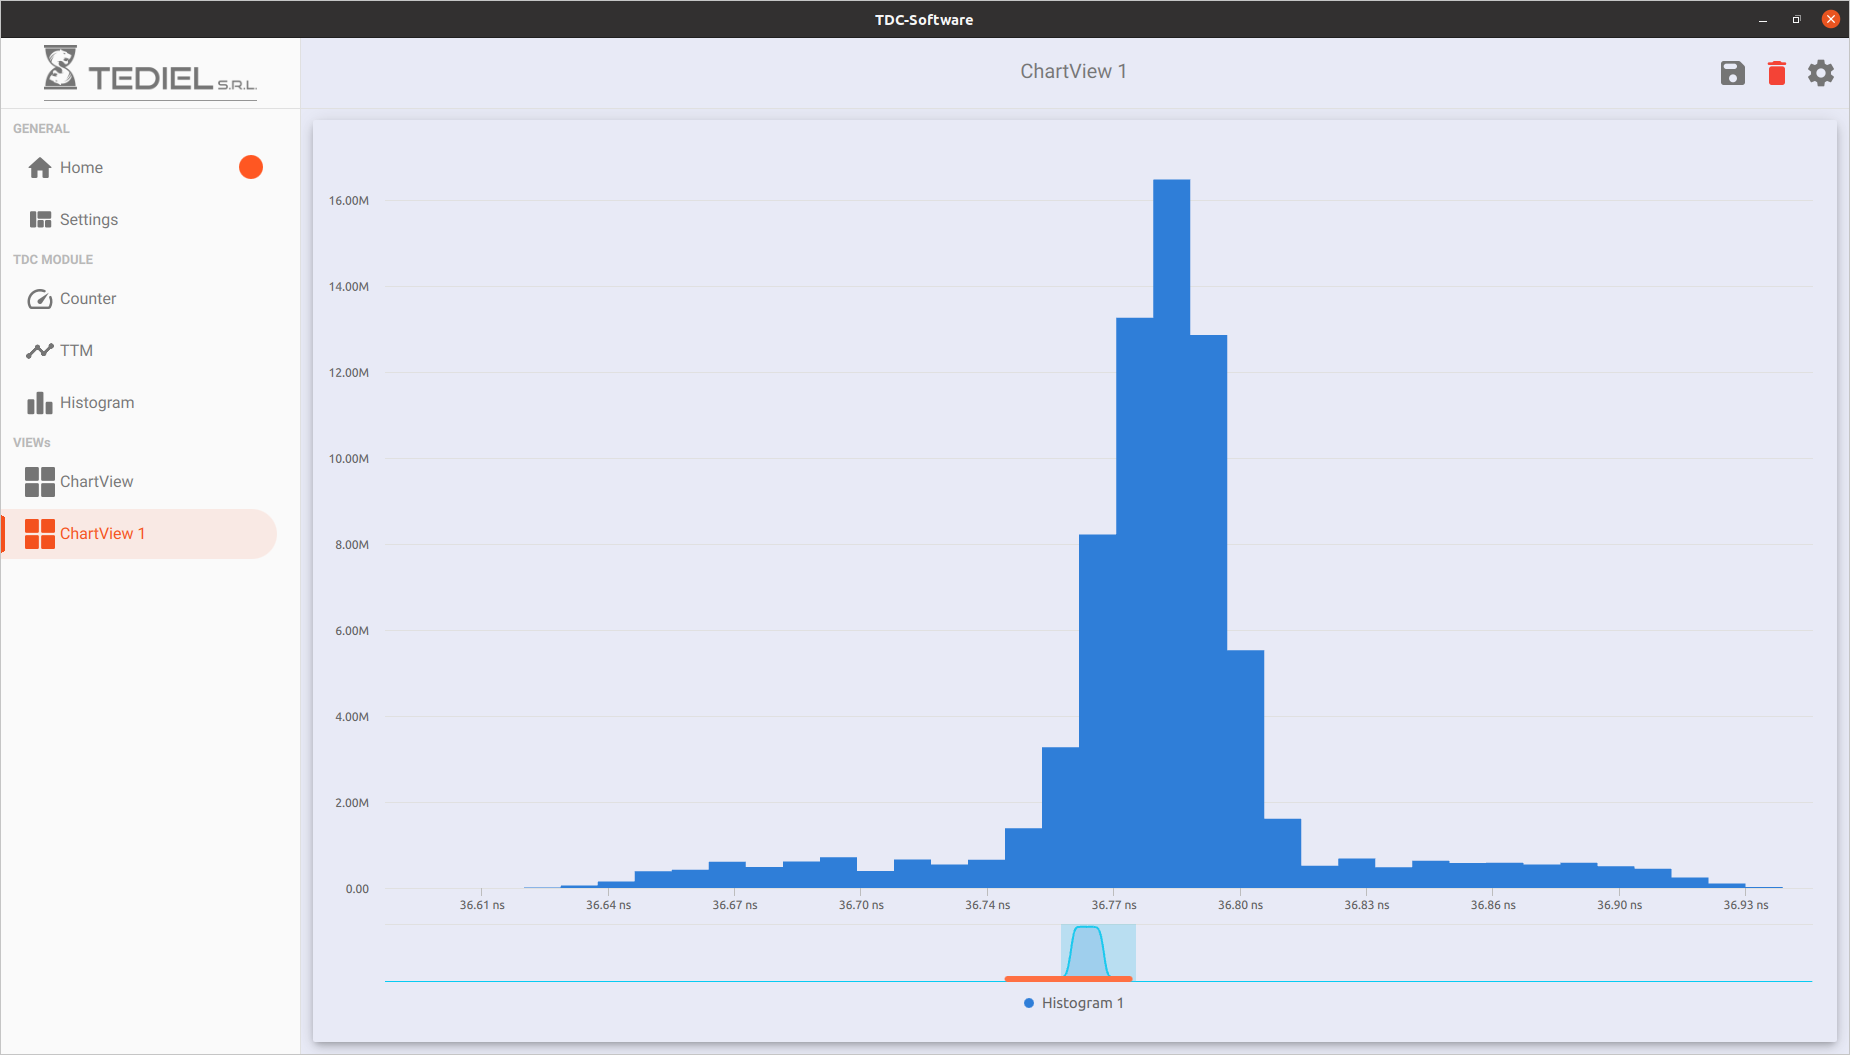 TDC-Software
TEDIEL S.R.L.
ChartView 1
GENERAL
Home
Settings
TDC MODULE
Counter
TTM
Histogram
VIEWs
ChartView
ChartView 1
16.00M
14.00M
12.00M
10.00M
8.00M
6.00M
4.00M
2.00M
0.00
36.61 ns 36.64 ns 36.67 ns 36.70 ns 36.74 ns 36.77 ns 36.80 ns 36.83 ns 36.86 ns 36.90 ns 36.93 ns
Histogram 1